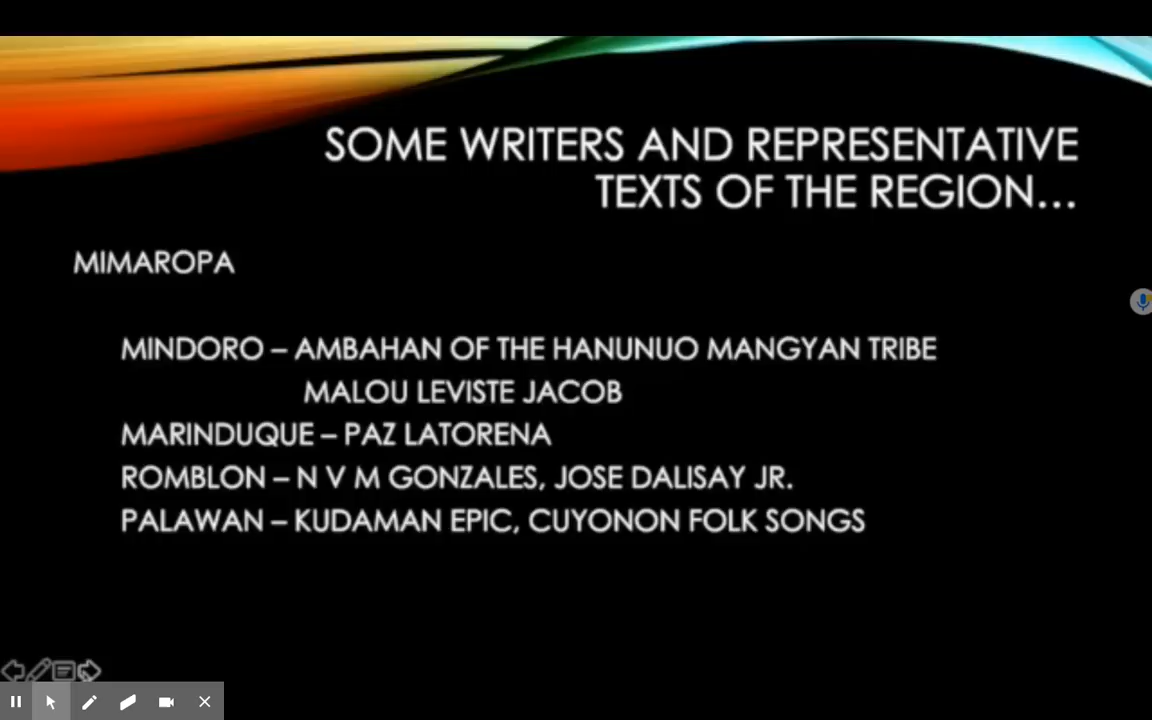 SOME WRITERS AND REPRESENTATIVE
TEXTS OF THE REGION...
MIMAROPA
MINDORO – AMBAHAN OF THE HANUNUO MANGYAN TRIBE
MALOU LEVISTE JACOB
MARINDUQUE – PAZ LATORENA
ROMBLON – N V M GONZALES, JOSE DALISAY JR.
PALAWAN – KUDAMAN EPIC, CUYONON FOLK SONGS